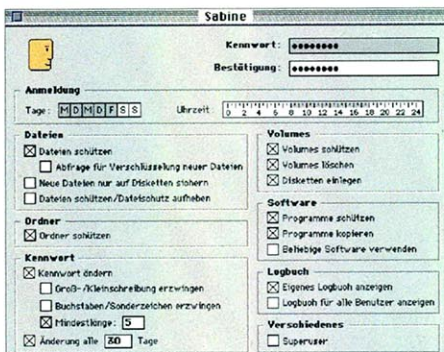 Sabine
Kennwort: ••••••••
Bestätigung: ••••••••
Anmeldung
Tage: M D M D F S S Uhrzeit: 0 2 4 6 8 10 12 14 16 18 20 22 24
Dateien
Dateien schützen
Abfrage für Verschlüsselung neuer Dateien
Neue Dateien nur auf Disketten sichern
Dateien schützen/Dateischutz aufheben
Ordner
Ordner schützen
Kennwort
Kennwort ändern
Groß-/Kleinschreibung erzwingen
Buchstaben/Sonderzeichen erzwingen
Mindestlänge: 5
Änderung alle 30 Tage
Volumes
Volumes schützen
Volumes löschen
Disketten einlegen
Software
Programme schützen
Programme kopieren
Beliebige Software verwenden
Logbuch
Eigenes Logbuch anzeigen
Logbuch für alle Benutzer anzeigen
Verschiedenes
Superuser